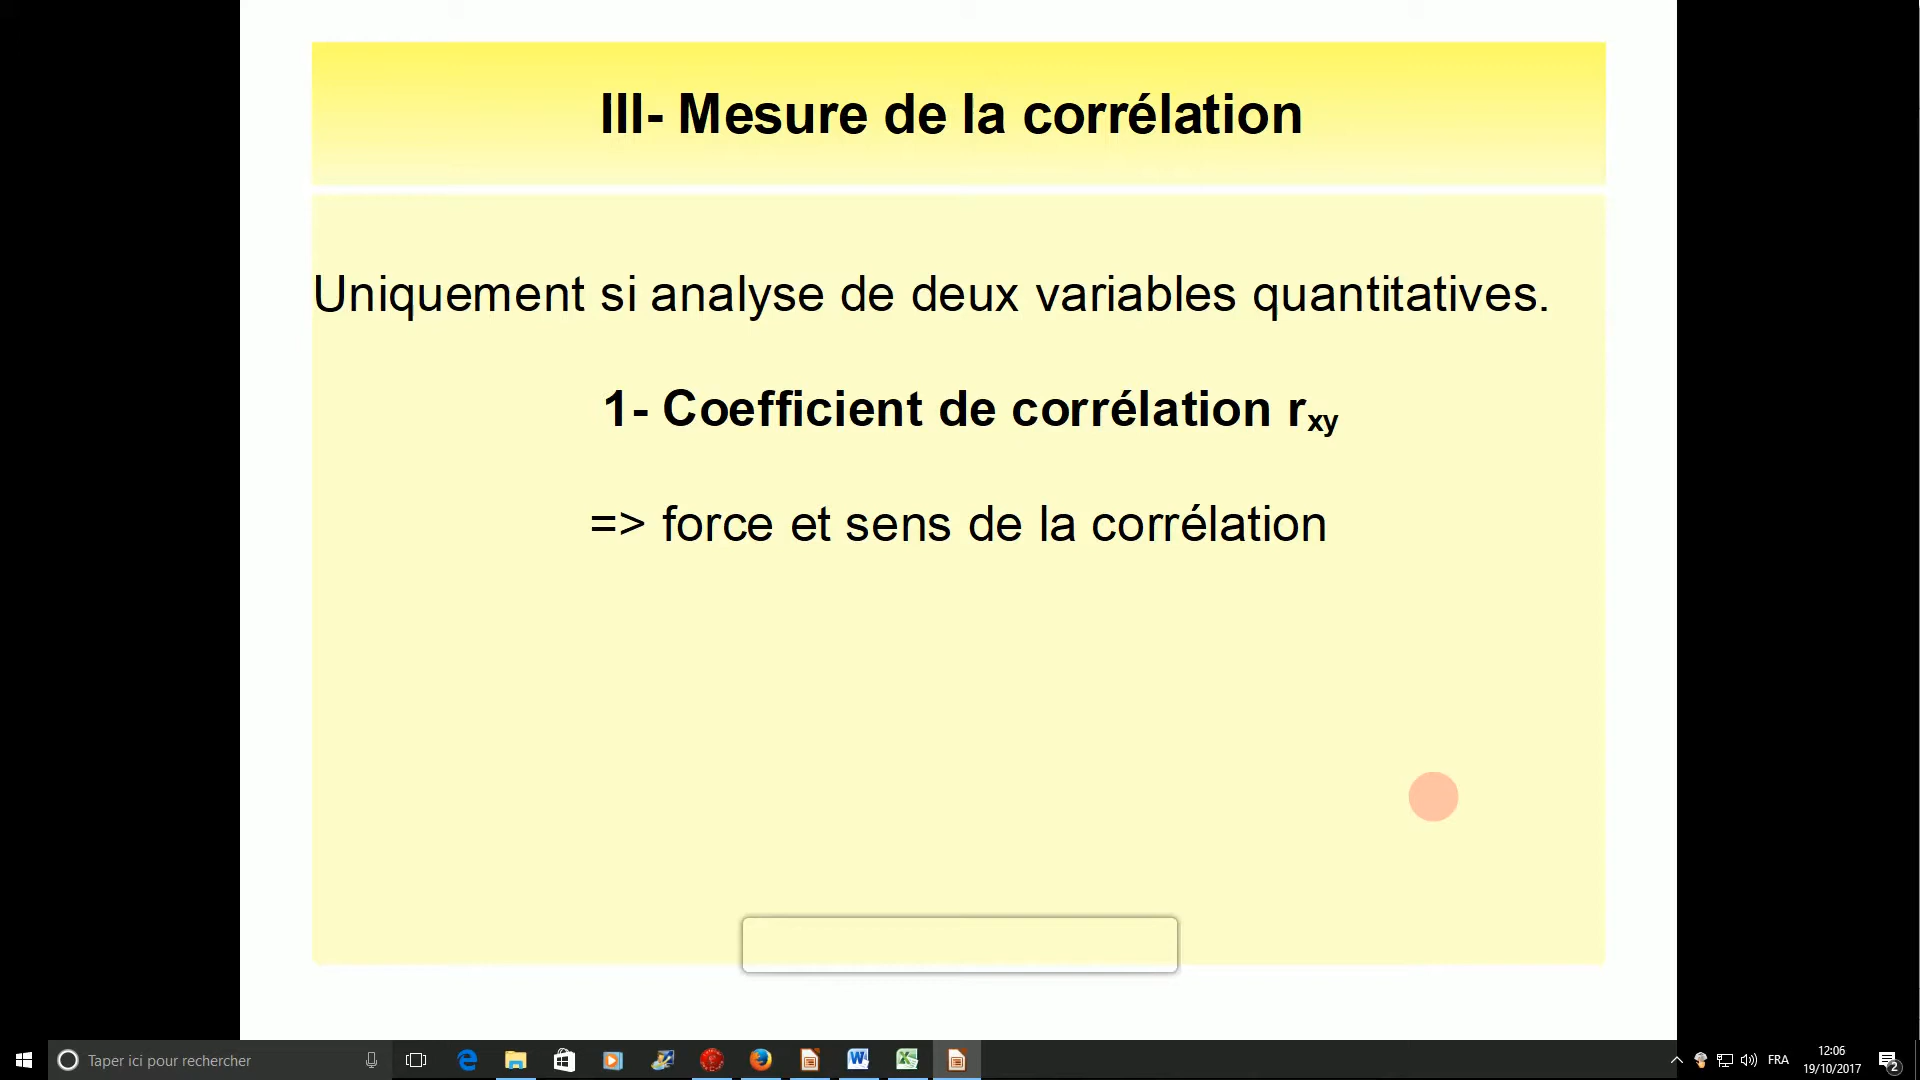 III- Mesure de la corrélation
Uniquement si analyse de deux variables quantitatives.
1- Coefficient de corrélation rxy
=> force et sens de la corrélation
Taper ici pour rechercher
FRA
12:06
19/10/2017
2